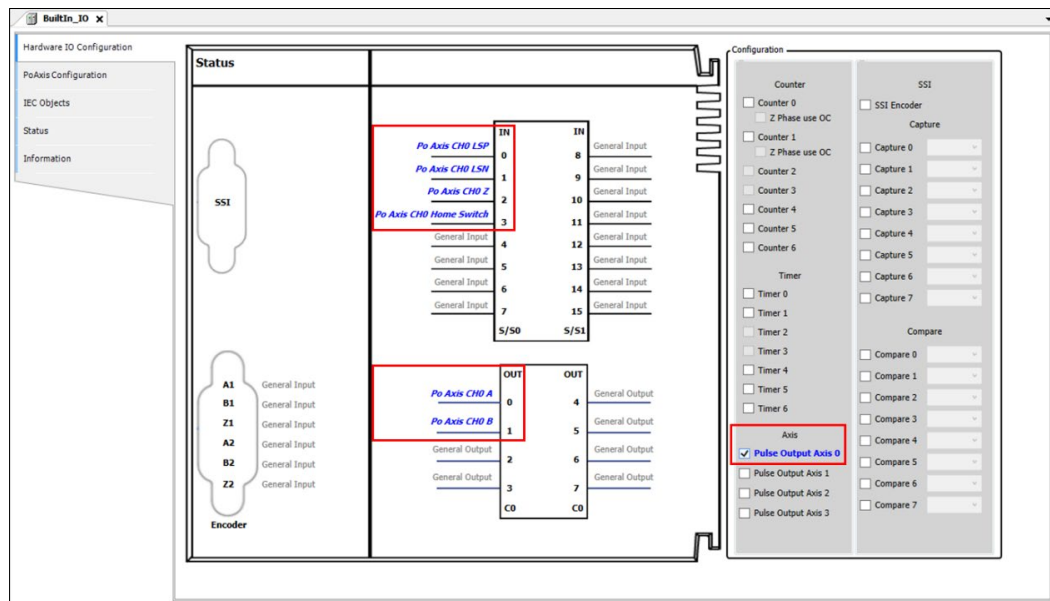 BuiltIn_IO x
Hardware IO Configuration
PoAxis Configuration
IEC Objects
Status
Information
Status
SSI
A1 General Input
B1 General Input
Z1 General Input
A2 General Input
B2 General Input
Z2 General Input
Encoder
IN IN
Po Axis CH0 LSP 0 8 General Input
Po Axis CH0 LSN 1 9 General Input
Po Axis CH0 Z 2 10 General Input
Po Axis CH0 Home Switch 3 11 General Input
General Input 4 12 General Input
General Input 5 13 General Input
General Input 6 14 General Input
General Input 7 15 General Input
S/S0 S/S1
OUT OUT
Po Axis CH0 A 0 4 General Output
Po Axis CH0 B 1 5 General Output
General Output 2 6 General Output
General Output 3 7 General Output
C0 C0
Configuration
Counter
Counter 0
Z Phase use OC
Counter 1
Z Phase use OC
Counter 2
Counter 3
Counter 4
Counter 5
Counter 6
Timer
Timer 0
Timer 1
Timer 2
Timer 3
Timer 4
Timer 5
Timer 6
Axis
Pulse Output Axis 0
Pulse Output Axis 1
Pulse Output Axis 2
Pulse Output Axis 3
SSI
SSI Encoder
Capture
Capture 0
Capture 1
Capture 2
Capture 3
Capture 4
Capture 5
Capture 6
Capture 7
Compare
Compare 0
Compare 1
Compare 2
Compare 3
Compare 4
Compare 5
Compare 6
Compare 7